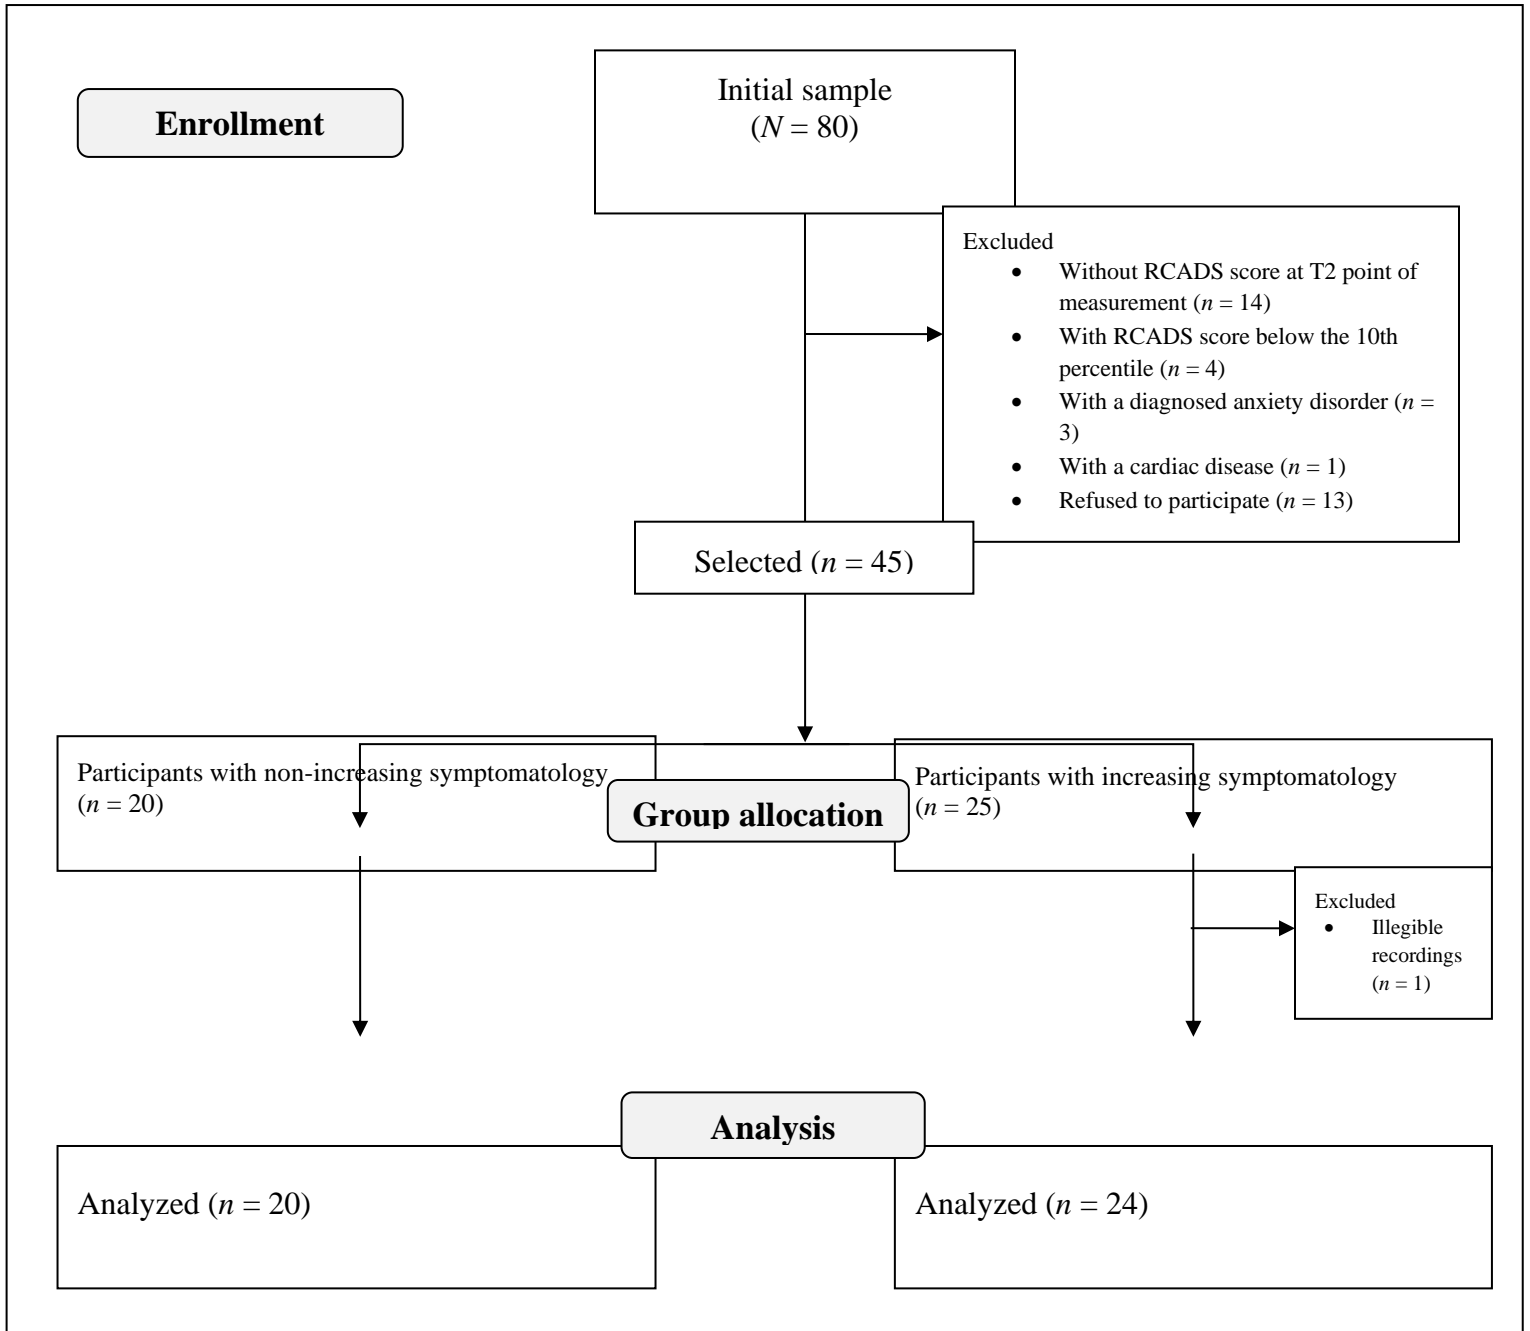 Enrollment
Initial sample
(N = 80)
Excluded
• Without RCADS score at T2 point of
measurement (n = 14)
• With RCADS score below the 10th
percentile (n = 4)
• With a diagnosed anxiety disorder (n =
3)
• With a cardiac disease (n = 1)
• Refused to participate (n = 13)
Selected (n = 45)
Participants with non-increasing symptomatology
(n = 20)
Group allocation
Participants with increasing symptomatology
(n = 25)
Excluded
• Illegible
recordings
(n = 1)
Analysis
Analyzed (n = 20)
Analyzed (n = 24)